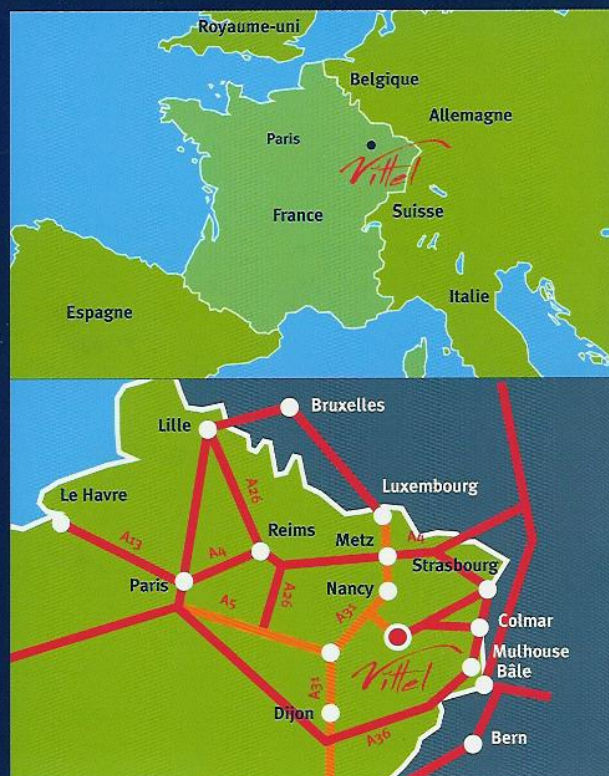 Royaume-uni
Belgique
Allemagne
Paris
Vittel
France
Suisse
Italie
Espagne
Bruxelles
Lille
Luxembourg
Le Havre
A26
Reims
Metz
A4
A13
A4
Strasbourg
Paris
A5
A26
Nancy
A31
Colmar
Mulhouse
Vittel
Bâle
A31
Dijon
A36
Bern